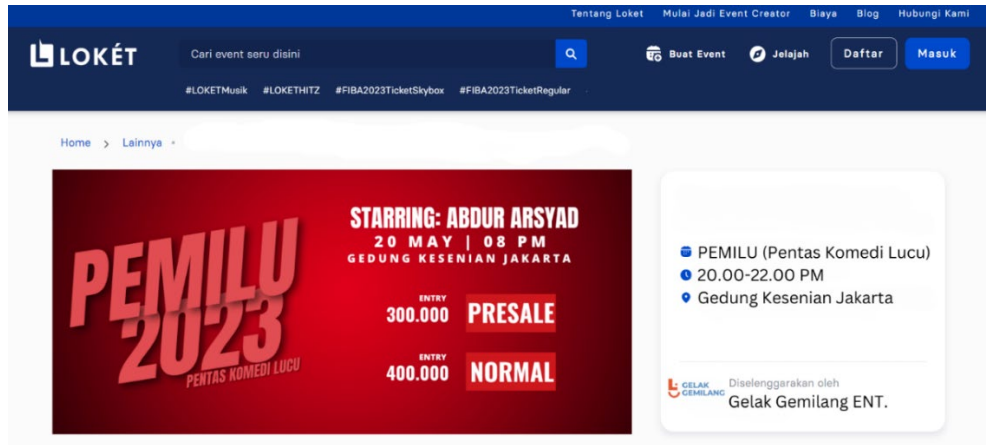 Tentang Loket Mulai Jadi Event Creator Biaya Blog Hubungi Kami
LOKÉT
Cari event seru disini
Buat Event
Jelajah
Daftar
Masuk
#LOKETMusik #LOKETHITZ #FIBA2023TicketSkybox #FIBA2023TicketRegular
Home > Lainnya
PEMILU
2023
PENTAS KOMEDI LUCU
STARRING: ABDUR ARSYAD
20 MAY | 08 PM
GEDUNG KESENIAN JAKARTA
ENTRY
300.000 PRESALE
ENTRY
400.000 NORMAL
PEMILU (Pentas Komedi Lucu)
20.00-22.00 PM
Gedung Kesenian Jakarta
GELAK
GEMILANG
Diselenggarakan oleh
Gelak Gemilang ENT.